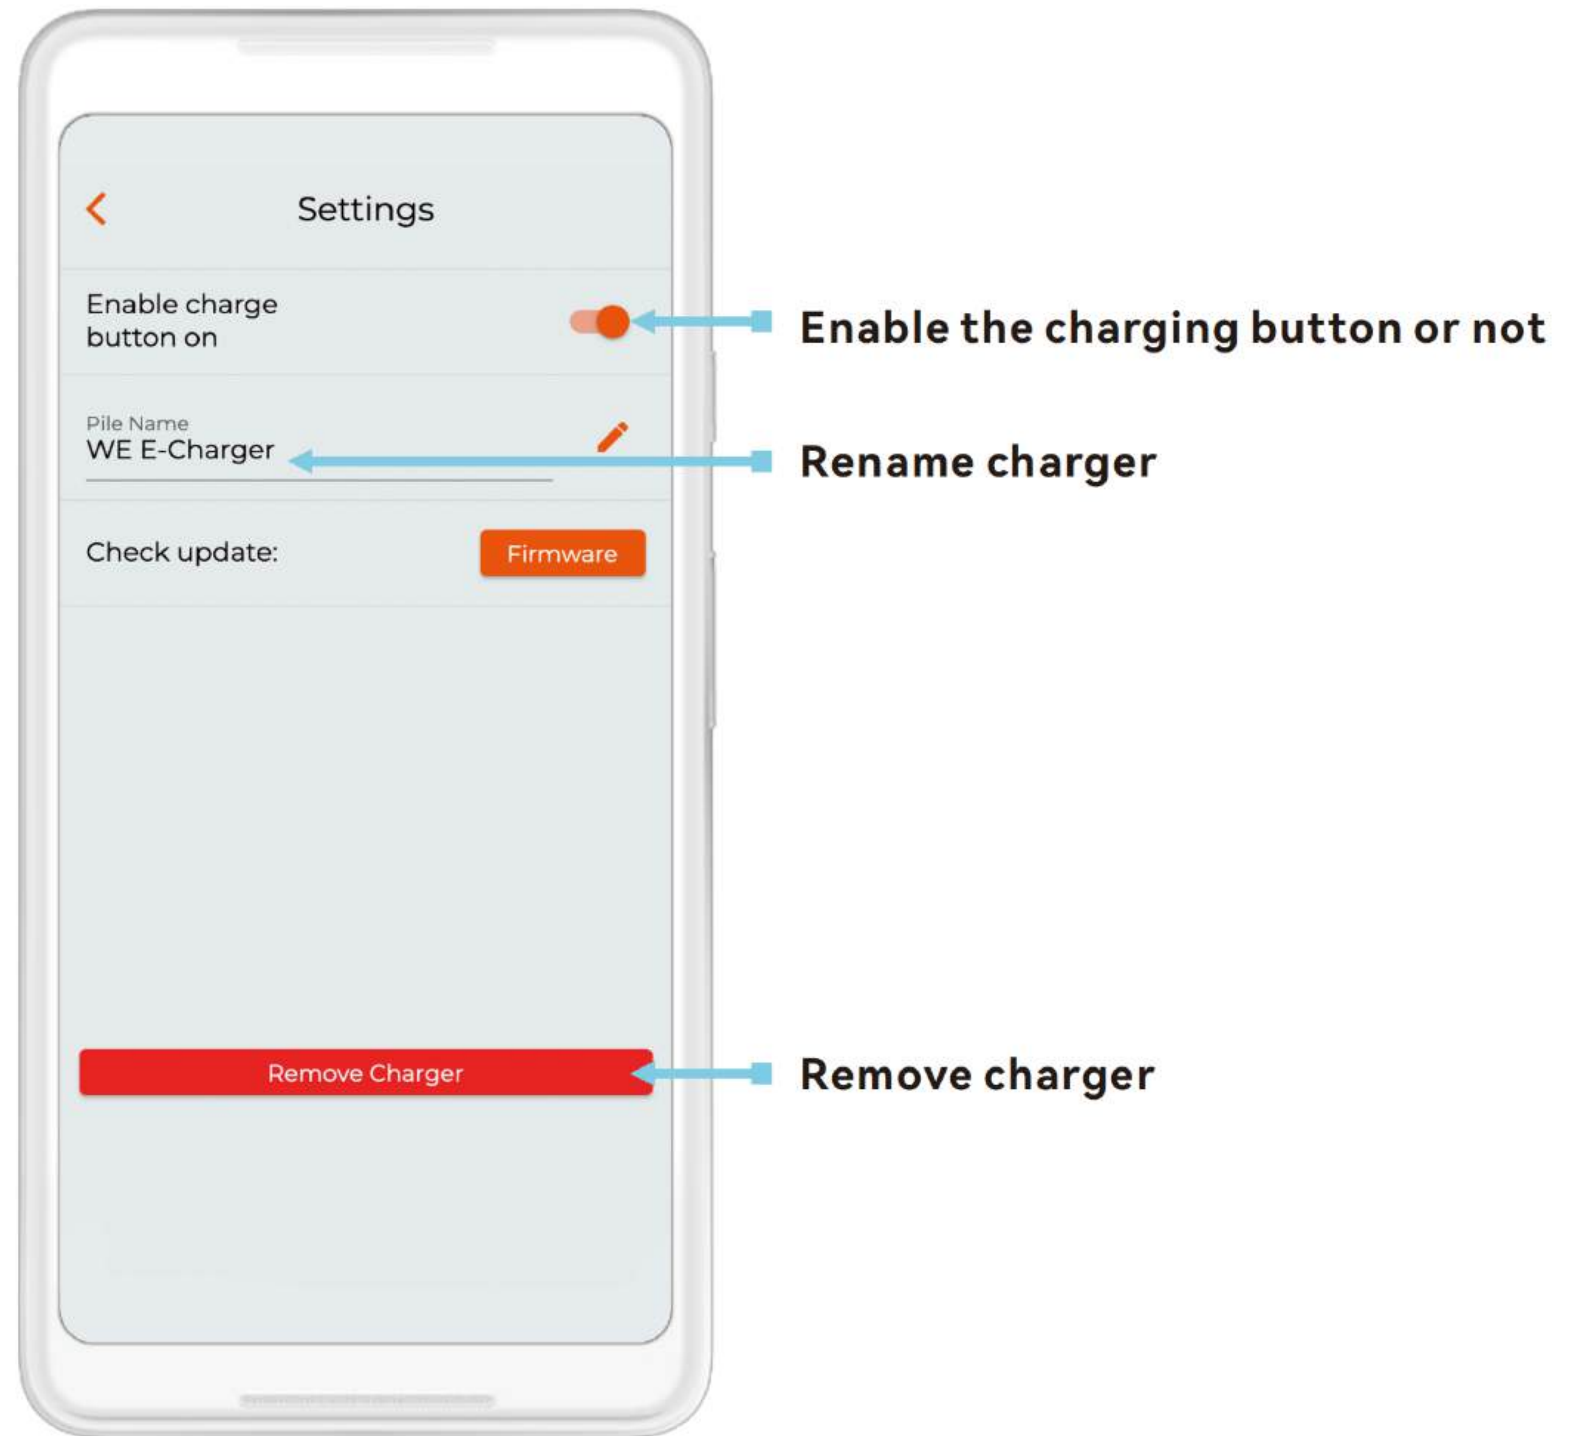 Settings
Enable charge
button on
Enable the charging button or not
Pile Name
WE E-Charger
Rename charger
Check update:
Firmware
Remove Charger
Remove charger